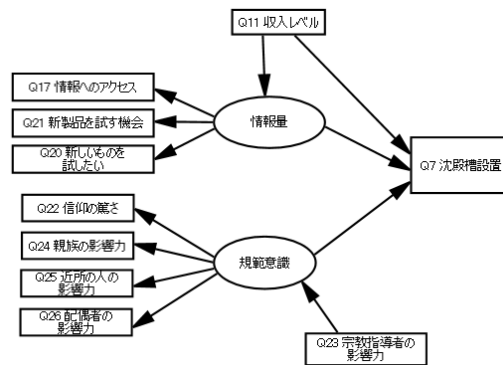 Q11 収入レベル
Q17 情報へのアクセス
Q21 新製品を試す機会
情報量
Q20 新しいものを
試したい
Q7 沈殿槽設置
Q22 信仰の篤さ
Q24 親族の影響力
規範意識
Q25 近所の人の
影響力
Q26 配偶者の
影響力
Q23 宗教指導者の
影響力